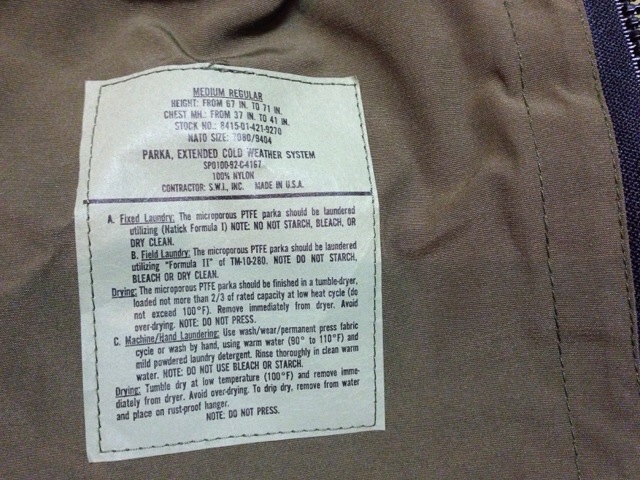 MEDIUM REGULAR
HEIGHT: FROM 67 IN. TO 71 IN.
CHEST MH.: FROM 37 IN. TO 41 IN.
STOCK NO.: 8415-01-421-9270
NATO SIZE: 7080/9404
PARKA, EXTENDED COLD WEATHER SYSTEM
SPO100-92-C-4167
100% NYLON
CONTRACTOR: S.W.I., INC. MADE IN U.S.A.
A. Fixed Laundry: The microporous PTFE parka should be laundered
utilizing (Natick Formula I) NOTE: NO NOT STARCH, BLEACH, OR
DRY CLEAN.
B. Field Laundry: The microporous PTFE parka should be laundered
utilizing "Formula II" of TM-10-280. NOTE DO NOT STARCH,
BLEACH OR DRY CLEAN.
Drying: The microporous PTFE parka should be finished in a tumble-dryer,
loaded not more than 2/3 of rated capacity at low heat cycle (do
not exceed 100°F). Remove immediately from dryer. Avoid
over-drying. NOTE: DO NOT PRESS.
C. Machine/Hand Laundering: Use wash/wear/permanent press fabric
cycle or wash by hand, using warm water (90° to 110°F) and
mild powdered laundry detergent. Rinse thoroughly in clean warm
water. NOTE: DO NOT USE BLEACH OR STARCH.
Drying: Tumble dry at low temperature (100°F) and remove imme-
diately from dryer. Avoid over-drying. To drip dry, remove from water
and place on rust-proof hanger.
NOTE: DO NOT PRESS.